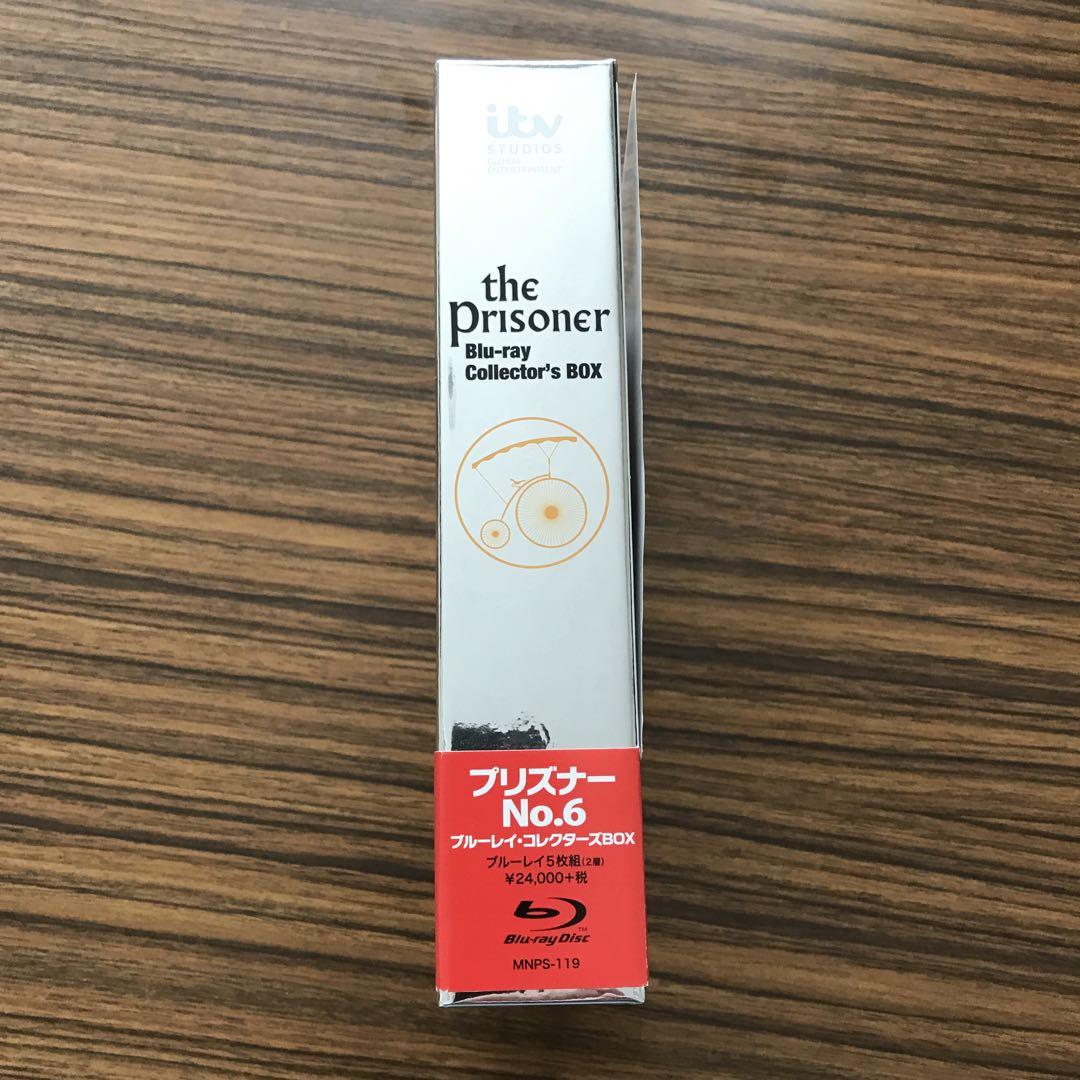 itv
STUDIOS
GLOBAL
ENTERTAINMENT
the
prisoner
Blu-ray
Collector's BOX
プリズナー
No.6
ブルーレイ・コレクターズBOX
ブルーレイ5枚組(2層)
¥24,000+税
Blu-ray Disc™
MNPS-119